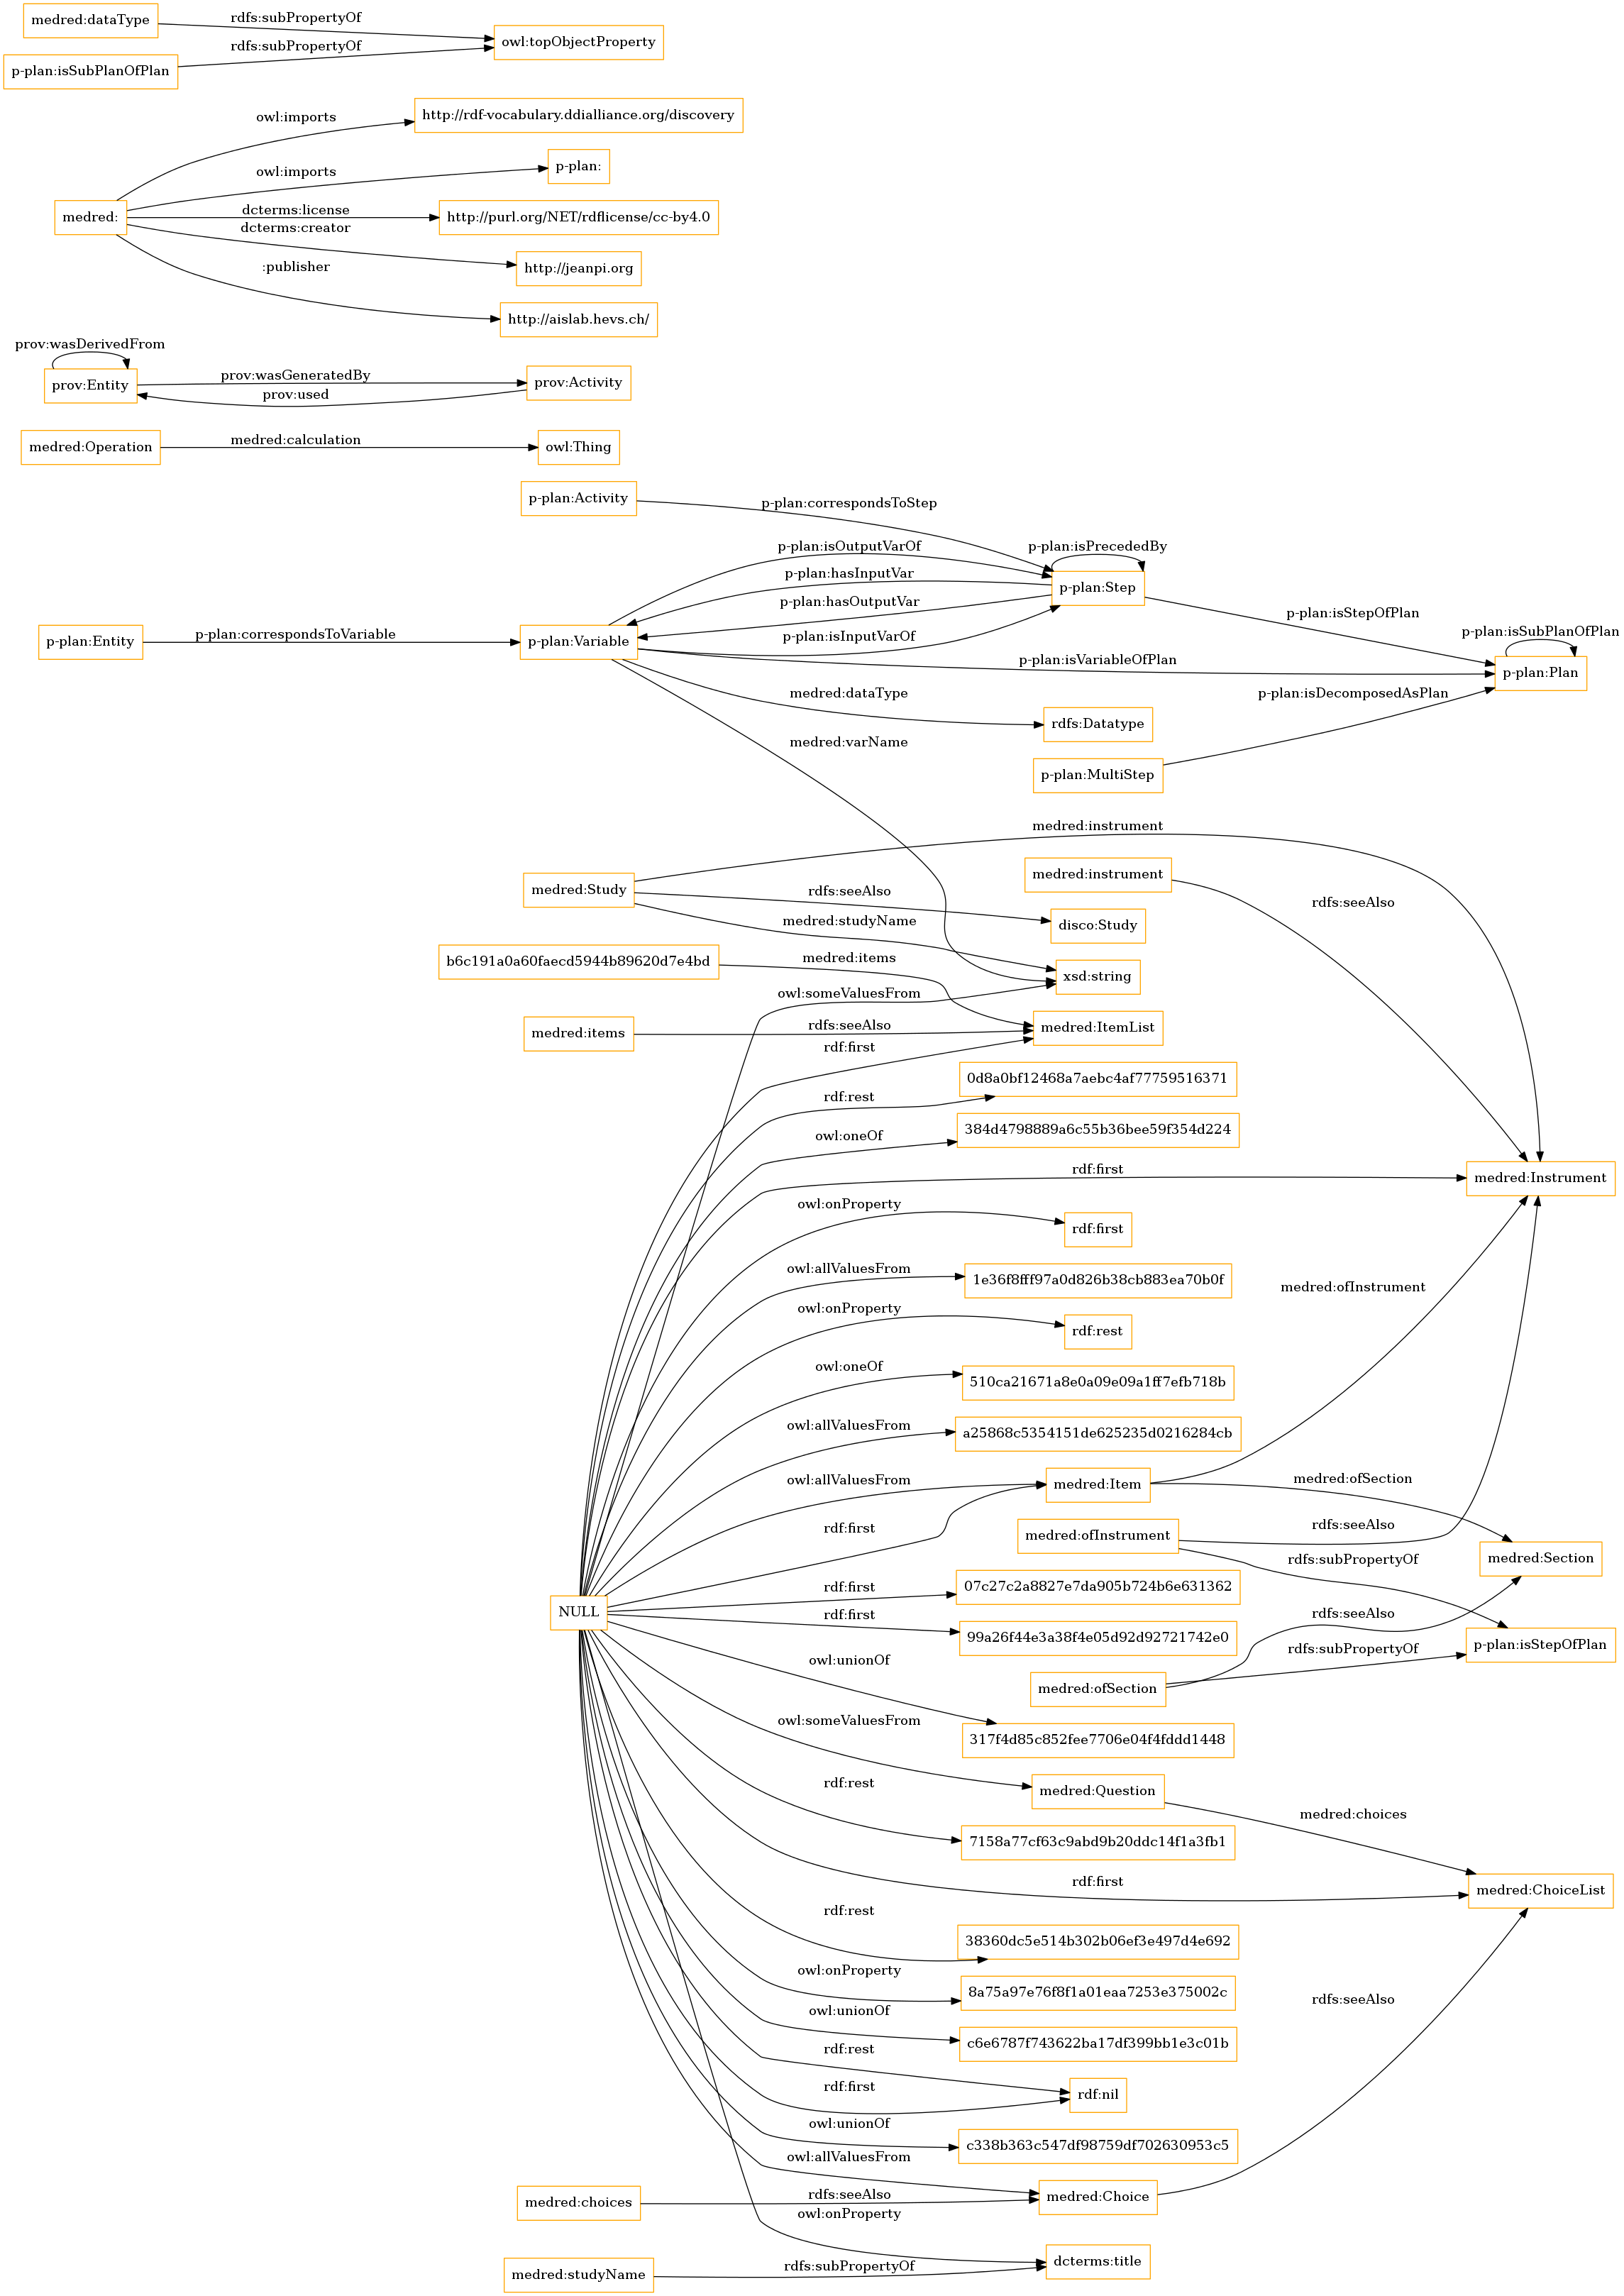 medred:dataType
rdfs:subPropertyOf
owl:topObjectProperty
rdfs:subPropertyOf
p-plan:isSubPlanOfPlan
http://rdf-vocabulary.ddialliance.org/discovery
owl:imports
p-plan:
owl:imports
medred:
dcterms:license
http://purl.org/NET/rdflicense/cc-by4.0
dcterms:creator
http://jeanpi.org
:publisher
http://aislab.hevs.ch/
prov:wasDerivedFrom
prov:Entity
prov:wasGeneratedBy
prov:Activity
prov:used
medred:Operation
medred:calculation
owl:Thing
p-plan:Activity
p-plan:correspondsToStep
p-plan:isOutputVarOf
p-plan:isPrecededBy
p-plan:hasInputVar
p-plan:Step
p-plan:hasOutputVar
p-plan:isStepOfPlan
p-plan:Entity
p-plan:correspondsToVariable
p-plan:Variable
p-plan:isInputVarOf
p-plan:isSubPlanOfPlan
p-plan:isVariableOfPlan
p-plan:Plan
medred:dataType
p-plan:isDecomposedAsPlan
rdfs:Datatype
medred:varName
p-plan:MultiStep
medred:instrument
medred:Study
medred:instrument
rdfs:seeAlso
rdfs:seeAlso
medred:studyName
disco:Study
b6c191a0a60faecd5944b89620d7e4bd
medred:items
xsd:string
owl:someValuesFrom
medred:items
rdfs:seeAlso
medred:ItemList
rdf:first
0d8a0bf12468a7aebc4af77759516371
rdf:rest
384d4798889a6c55b36bee59f354d224
owl:oneOf
rdf:first
medred:Instrument
owl:onProperty
rdf:first
owl:allValuesFrom
1e36f8fff97a0d826b38cb883ea70b0f
medred:ofInstrument
owl:onProperty
rdf:rest
owl:oneOf
510ca21671a8e0a09e09a1ff7efb718b
a25868c5354151de625235d0216284cb
owl:allValuesFrom
owl:allValuesFrom
medred:Item
medred:ofSection
rdf:first
medred:ofInstrument
rdfs:seeAlso
rdfs:subPropertyOf
medred:Section
rdf:first
07c27c2a8827e7da905b724b6e631362
NULL
rdf:first
99a26f44e3a38f4e05d92d92721742e0
rdfs:seeAlso
p-plan:isStepOfPlan
owl:unionOf
rdfs:subPropertyOf
medred:ofSection
owl:someValuesFrom
317f4d85c852fee7706e04f4fddd1448
rdf:rest
medred:Question
medred:choices
7158a77cf63c9abd9b20ddc14f1a3fb1
rdf:first
medred:ChoiceList
rdf:rest
38360dc5e514b302b06ef3e497d4e692
owl:onProperty
8a75a97e76f8f1a01eaa7253e375002c
rdfs:seeAlso
owl:unionOf
c6e6787f743622ba17df399bb1e3c01b
rdf:rest
rdf:first
rdf:nil
owl:unionOf
c338b363c547df98759df702630953c5
owl:allValuesFrom
medred:choices
rdfs:seeAlso
medred:Choice
owl:onProperty
dcterms:title
medred:studyName
rdfs:subPropertyOf